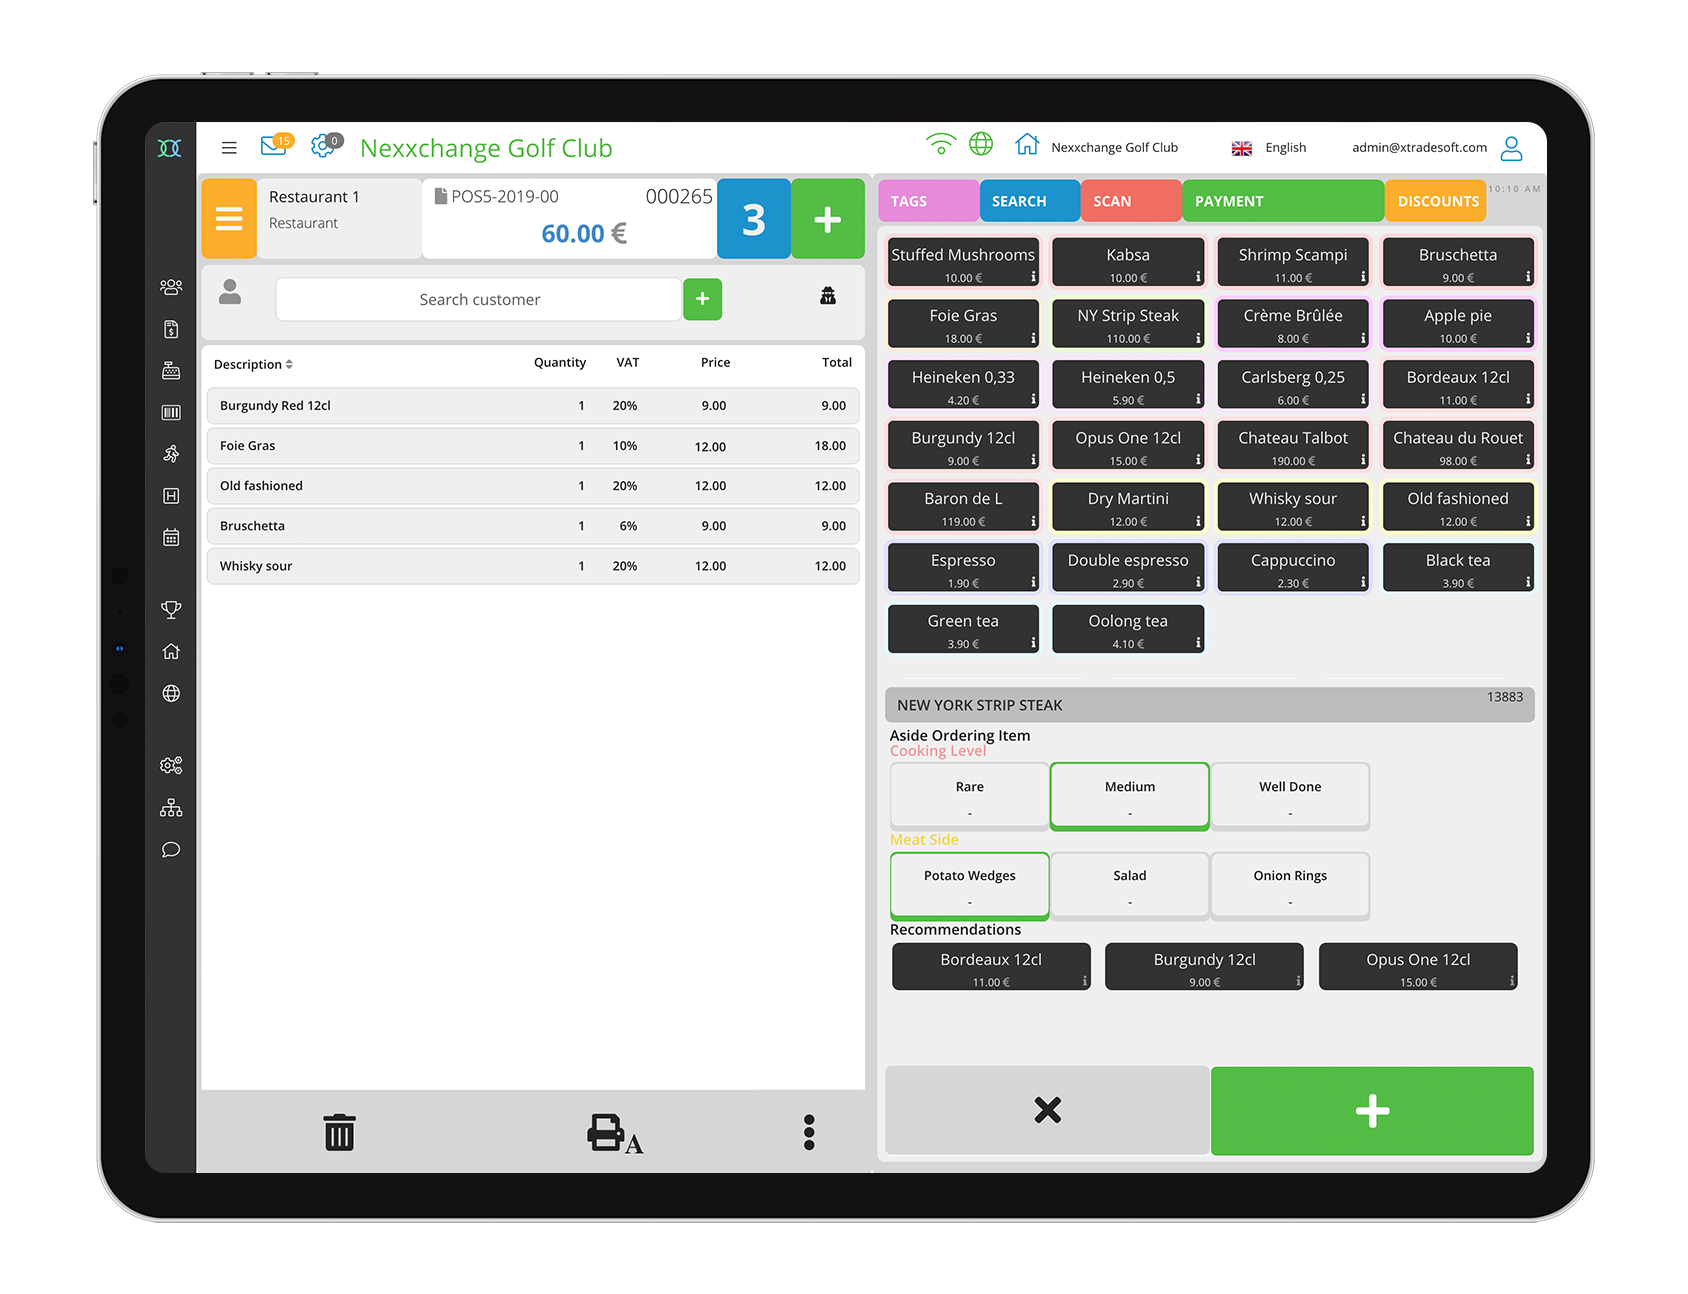 15
0
Nexxchange Golf Club
Nexxchange Golf Club
English
admin@xtradesoft.com
Restaurant 1
Restaurant
POS5-2019-00
000265
60.00 €
3
+
TAGS
SEARCH
SCAN
PAYMENT
DISCOUNTS
10:10 AM
Search customer
+
Description Quantity VAT Price Total
Burgundy Red 12cl 1 20% 9.00 9.00
Foie Gras 1 10% 12.00 18.00
Old fashioned 1 20% 12.00 12.00
Bruschetta 1 6% 9.00 9.00
Whisky sour 1 20% 12.00 12.00
A
Stuffed Mushrooms
10.00 €
Kabsa
10.00 €
Shrimp Scampi
11.00 €
Bruschetta
9.00 €
Foie Gras
18.00 €
NY Strip Steak
110.00 €
Crème Brûlée
8.00 €
Apple pie
10.00 €
Heineken 0,33
4.20 €
Heineken 0,5
5.90 €
Carlsberg 0,25
6.00 €
Bordeaux 12cl
11.00 €
Burgundy 12cl
9.00 €
Opus One 12cl
15.00 €
Chateau Talbot
190.00 €
Chateau du Rouet
98.00 €
Baron de L
119.00 €
Dry Martini
12.00 €
Whisky sour
12.00 €
Old fashioned
12.00 €
Espresso
1.90 €
Double espresso
2.90 €
Cappuccino
2.30 €
Black tea
3.90 €
Green tea
3.90 €
Oolong tea
4.10 €
NEW YORK STRIP STEAK
13883
Aside Ordering Item
Cooking Level
Rare
-
Medium
-
Well Done
-
Meat Side
Potato Wedges
-
Salad
-
Onion Rings
-
Recommendations
Bordeaux 12cl
11.00 €
Burgundy 12cl
9.00 €
Opus One 12cl
15.00 €